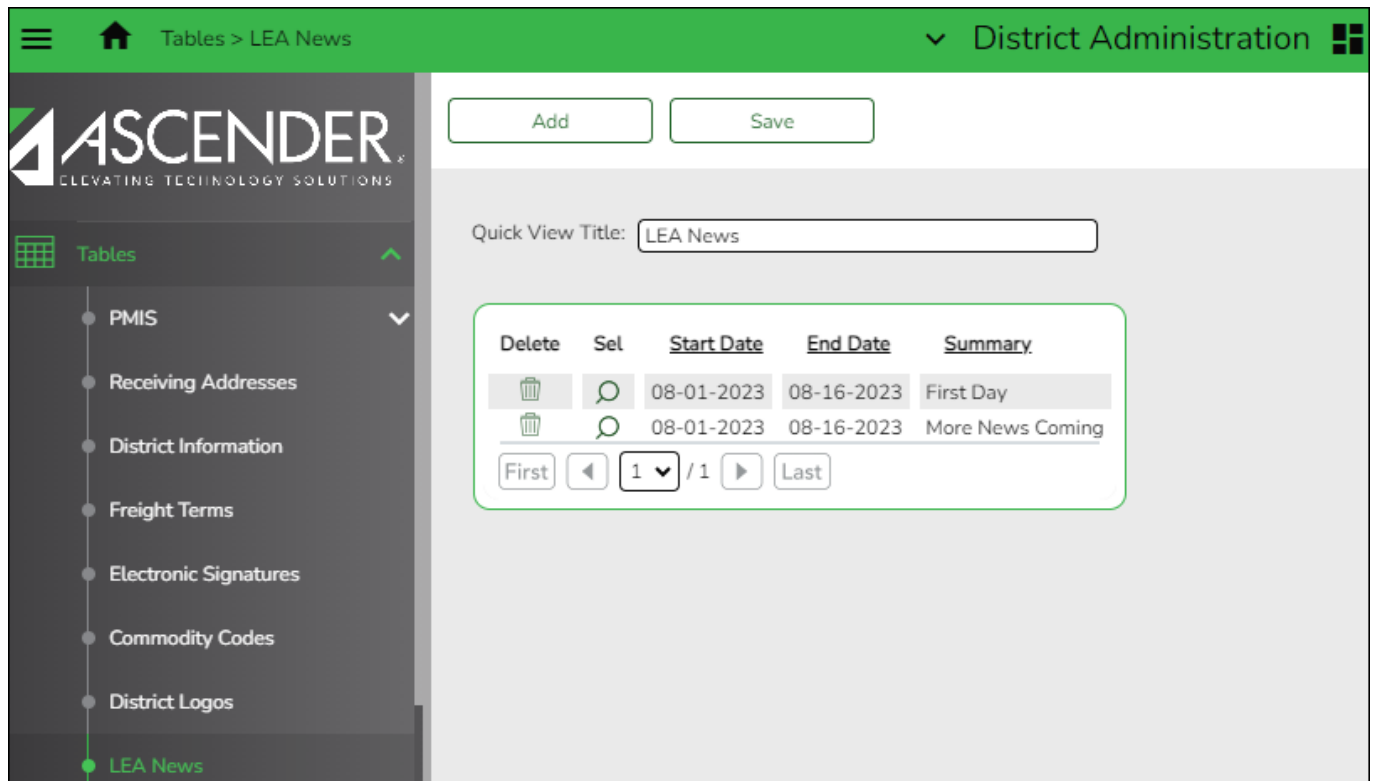 Tables > LEA News
District Administration
ASCENDER
ELEVATING TECHNOLOGY SOLUTIONS
Tables
PMIS
Receiving Addresses
District Information
Freight Terms
Electronic Signatures
Commodity Codes
District Logos
LEA News
Add Save
Quick View Title: LEA News
Delete Sel Start Date End Date Summary
08-01-2023 08-16-2023 First Day
08-01-2023 08-16-2023 More News Coming
First 1 / 1 Last